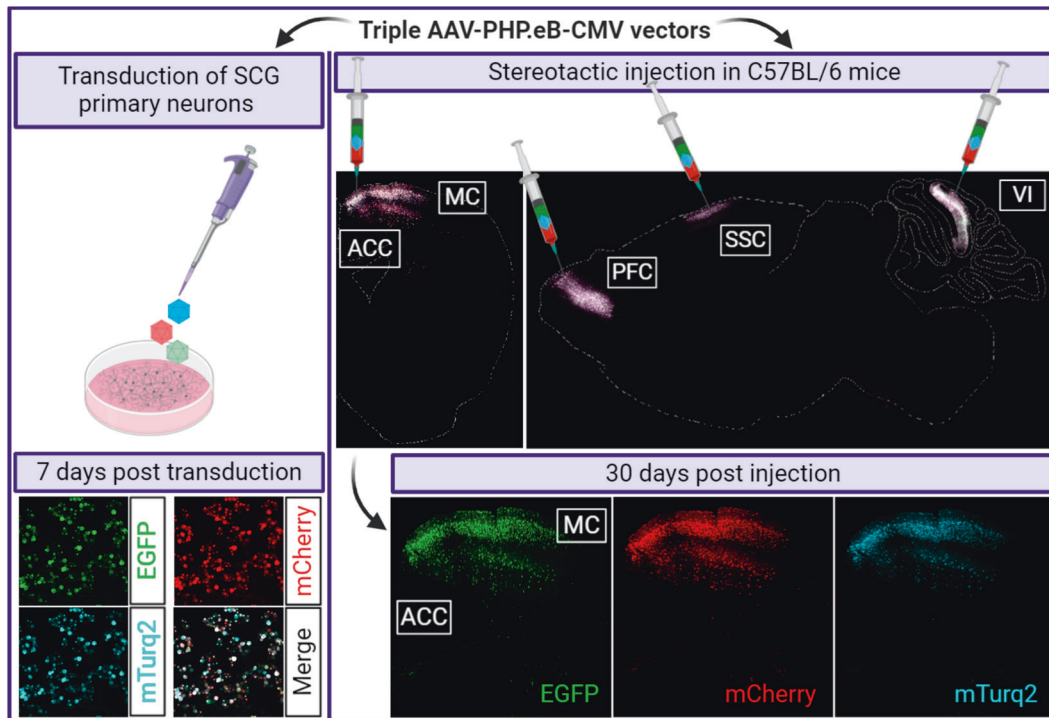 Triple AAV-PHP.eB-CMV vectors
Transduction of SCG
primary neurons
Stereotactic injection in C57BL/6 mice
MC
ACC
PFC
SSC
VI
7 days post transduction
EGFP
mCherry
mTurq2
Merge
30 days post injection
MC
ACC
EGFP
mCherry
mTurq2